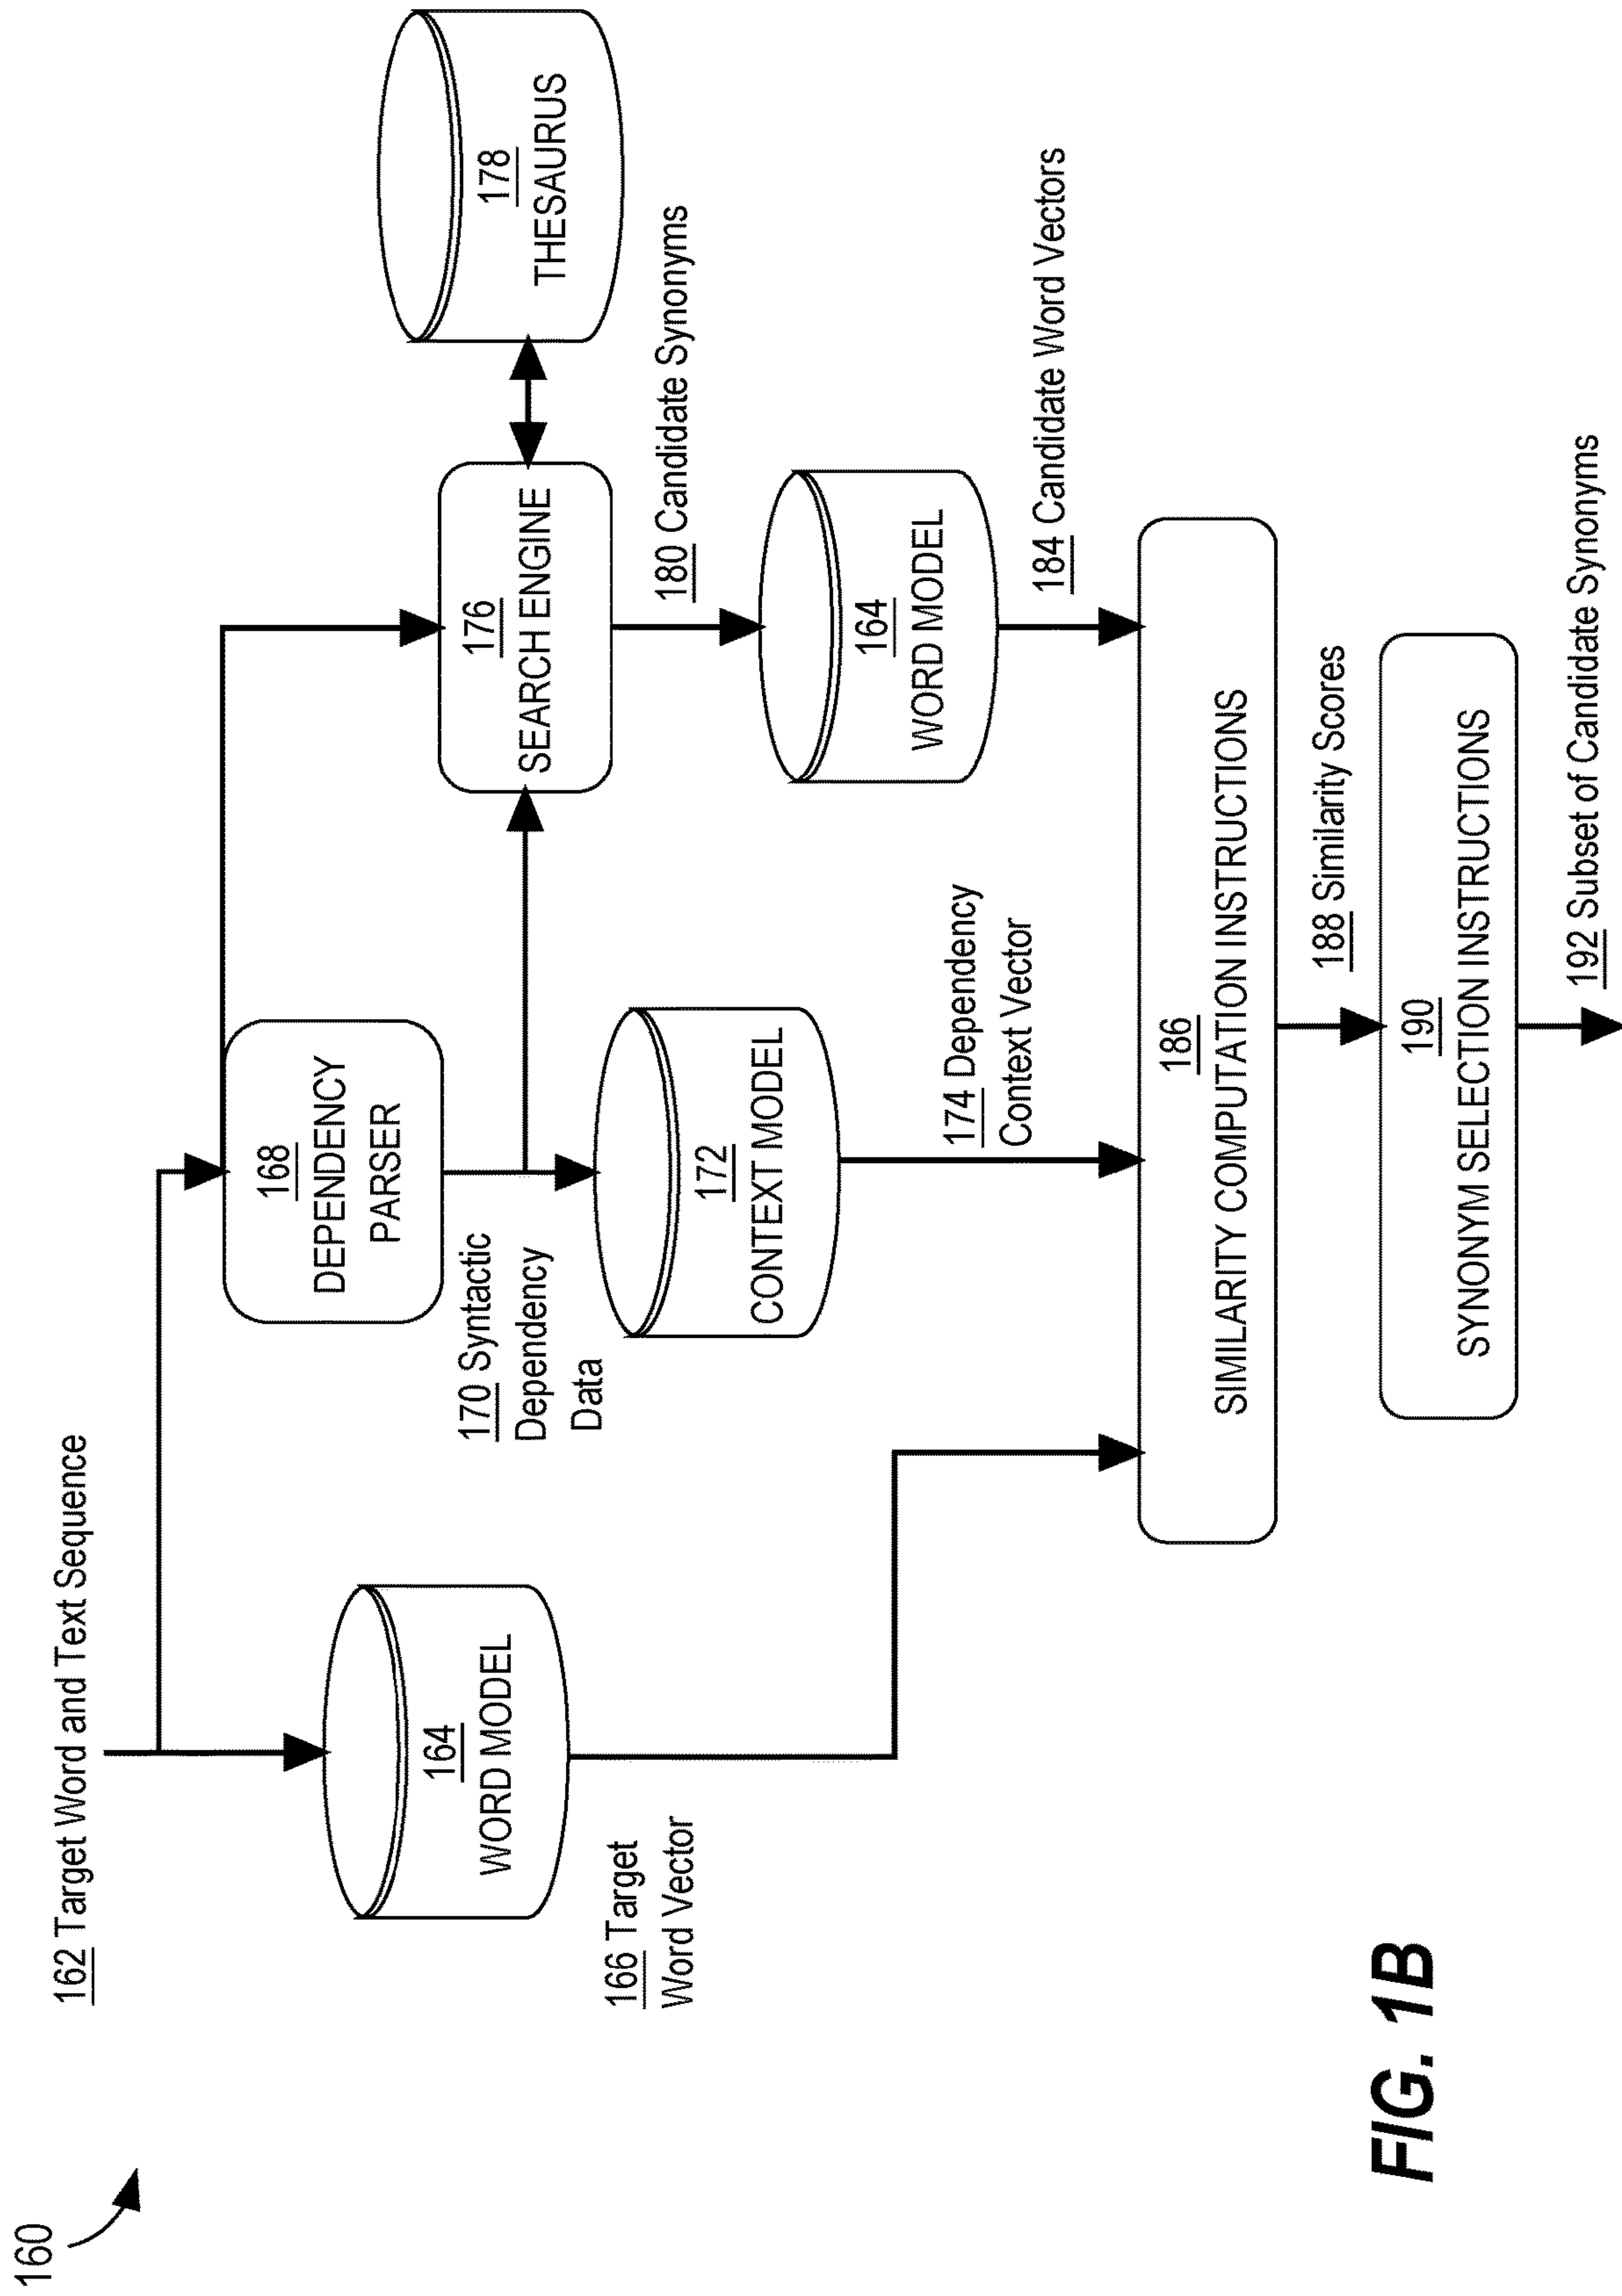 160
162 Target Word and Text Sequence
164
WORD MODEL
166 Target
Word Vector
168
DEPENDENCY
PARSER
170 Syntactic
Dependency
Data
172
CONTEXT MODEL
174 Dependency
Context Vector
176
SEARCH ENGINE
178
THESAURUS
180 Candidate Synonyms
164
WORD MODEL
184 Candidate Word Vectors
186
SIMILARITY COMPUTATION INSTRUCTIONS
188 Similarity Scores
190
SYNONYM SELECTION INSTRUCTIONS
192 Subset of Candidate Synonyms
FIG. 1B